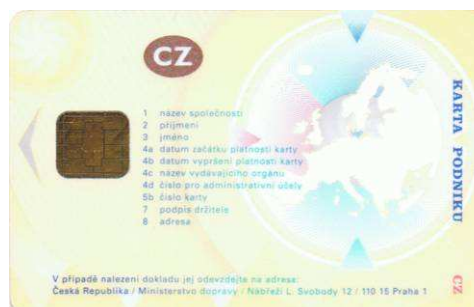 CZ
1 název společnosti
2 příjmení
3 jméno
4a datum začátku platnosti karty
4b datum vypršení platnosti karty
4c název vydávajícího orgánu
4d číslo pro administrativní účely
5b číslo karty
7 podpis držitele
8 adresa
KARTA PODNIKU
CZ
V případě nalezení dokladu jej odevzdejte na adresa:
Česká Republika / Ministerstvo dopravy / Nábřeží L. Svobody 12 / 110 15 Praha 1